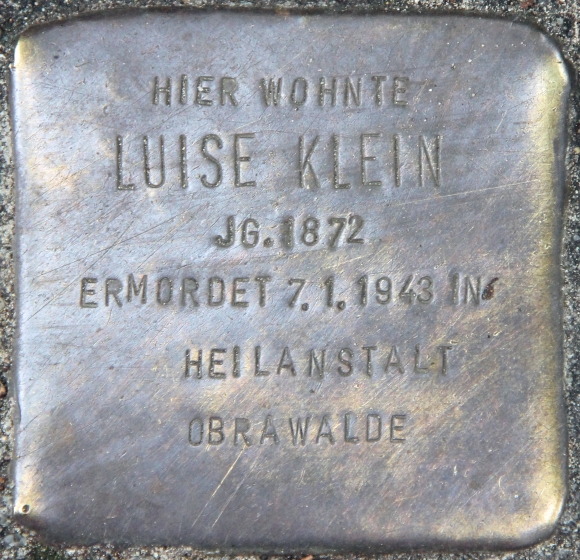 HIER WOHNTE
LUISE KLEIN
JG. 1872
ERMORDET 7.1.1943 IN
HEILANSTALT
OBRAWALDE